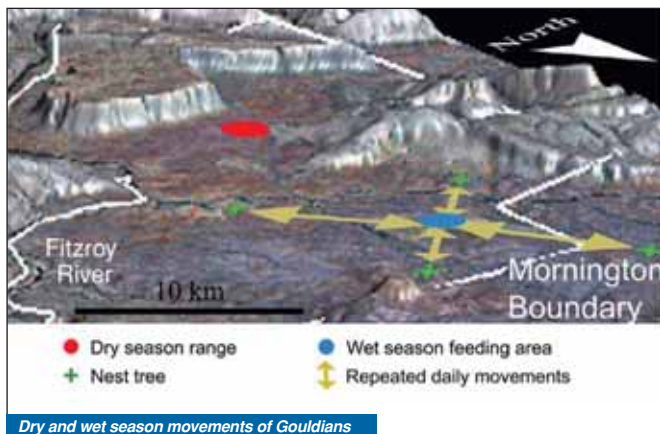 North
Fitzroy
River
10 km
Mornington
Boundary
Dry season range
Wet season feeding area
Nest tree
Repeated daily movements
Dry and wet season movements of Gouldians